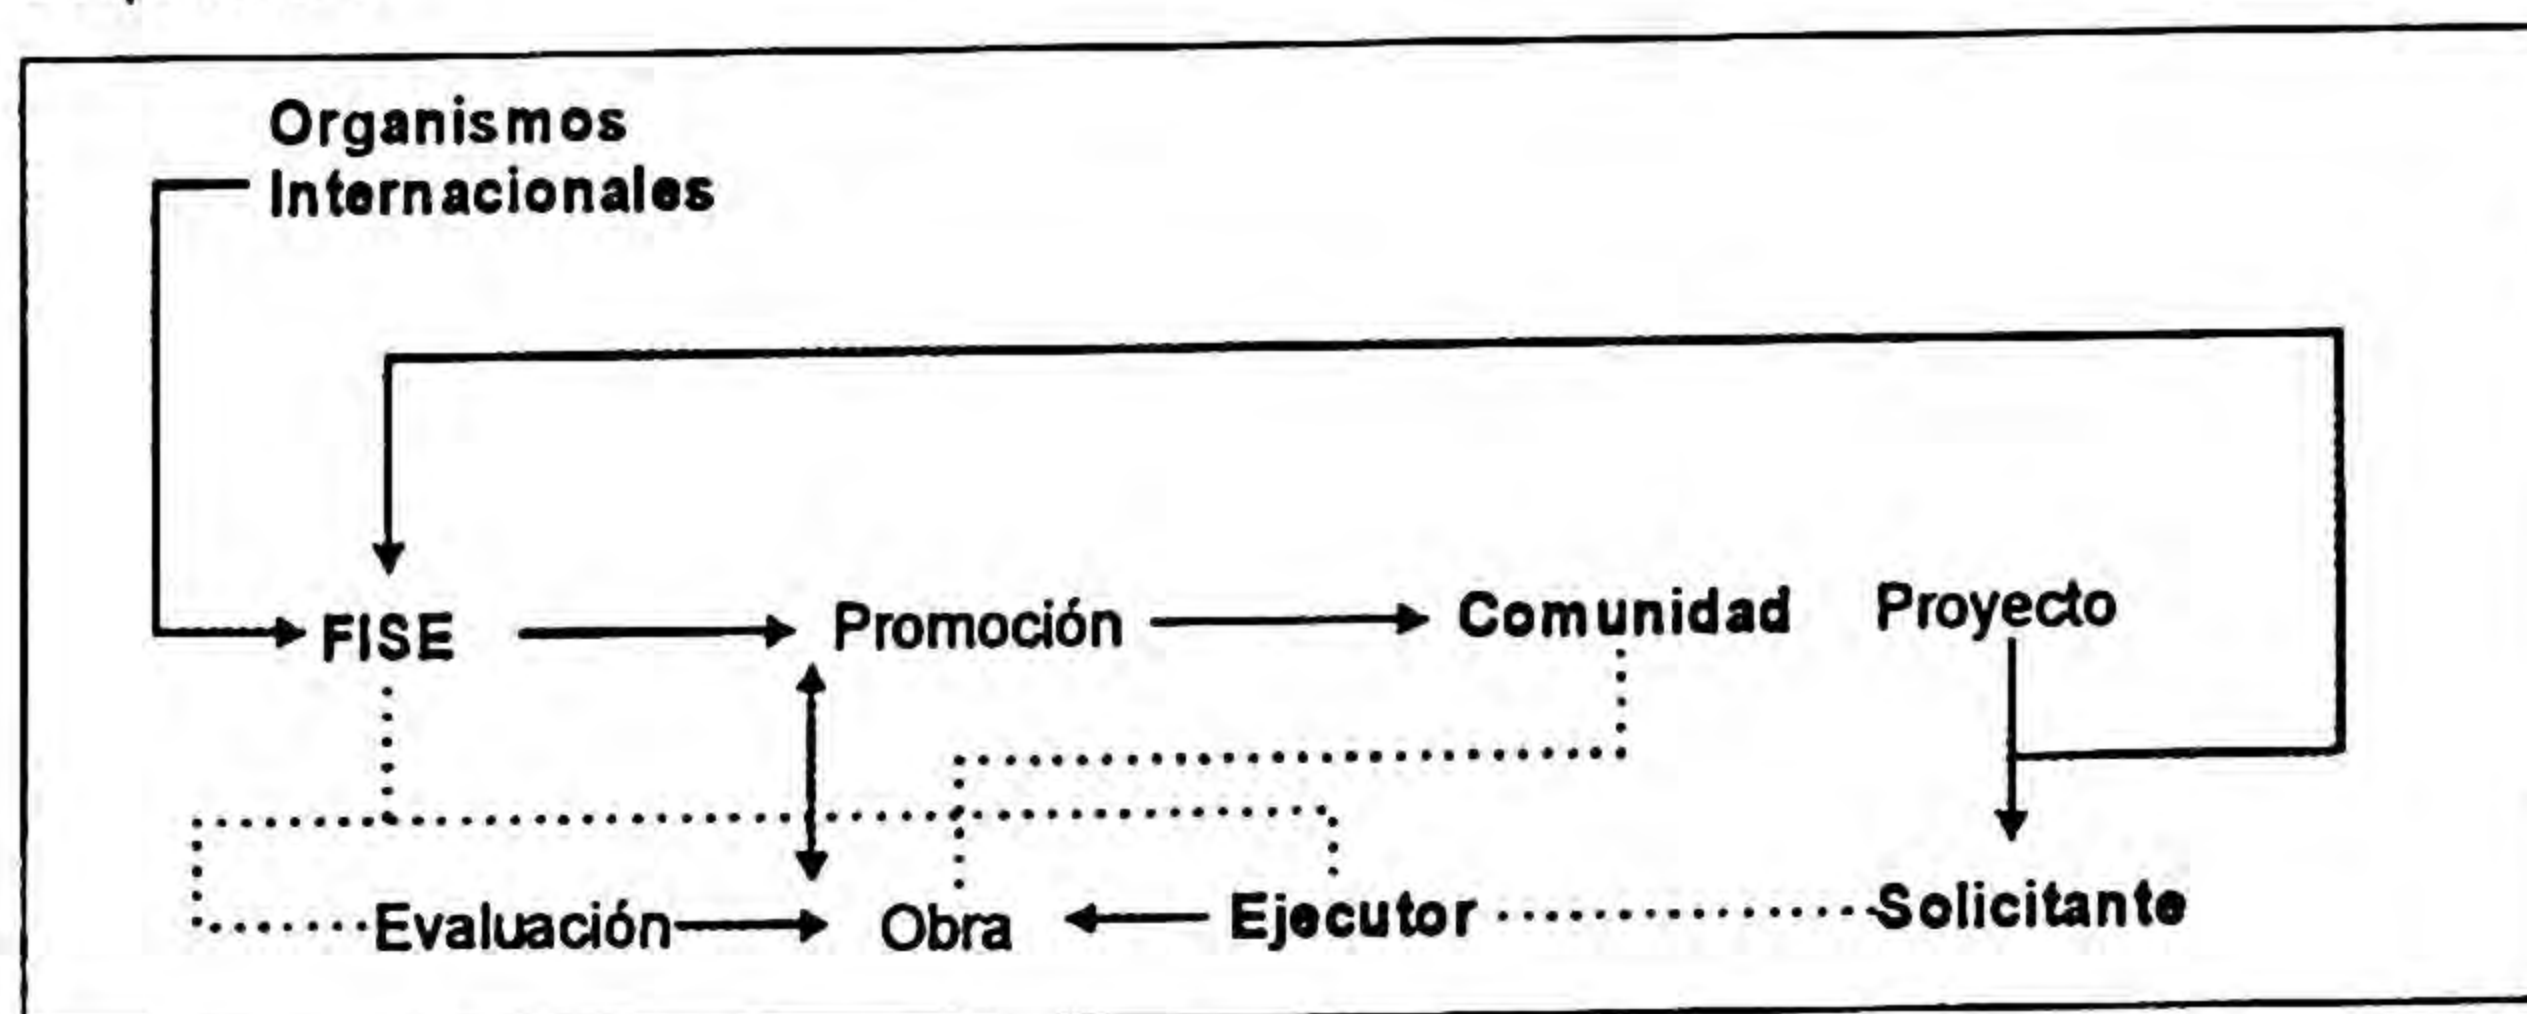 Organismos
Internacionales
FISE Promoción Comunidad Proyecto
Evaluación Obra Ejecutor Solicitante